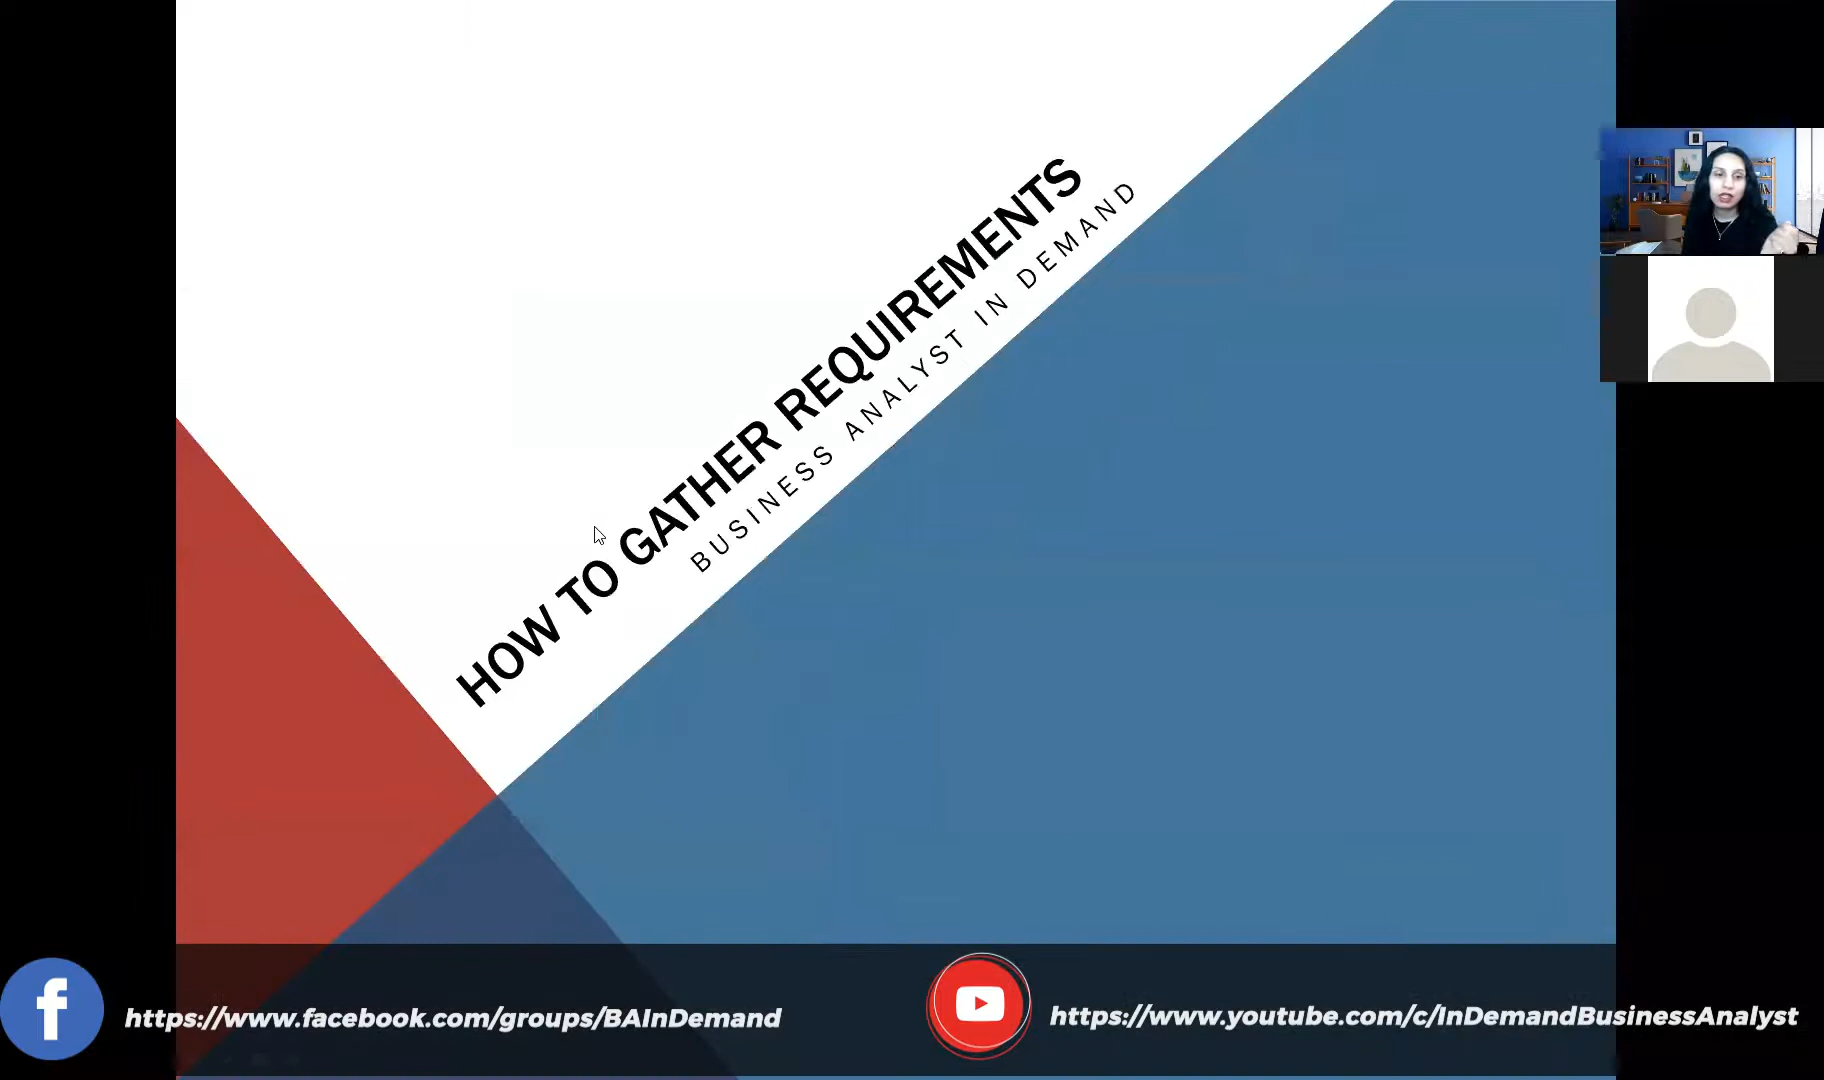 HOW TO GATHER REQUIREMENTS
BUSINESS ANALYST IN DEMAND
https://www.facebook.com/groups/BAInDemand
https://www.youtube.com/c/InDemandBusinessAnalyst